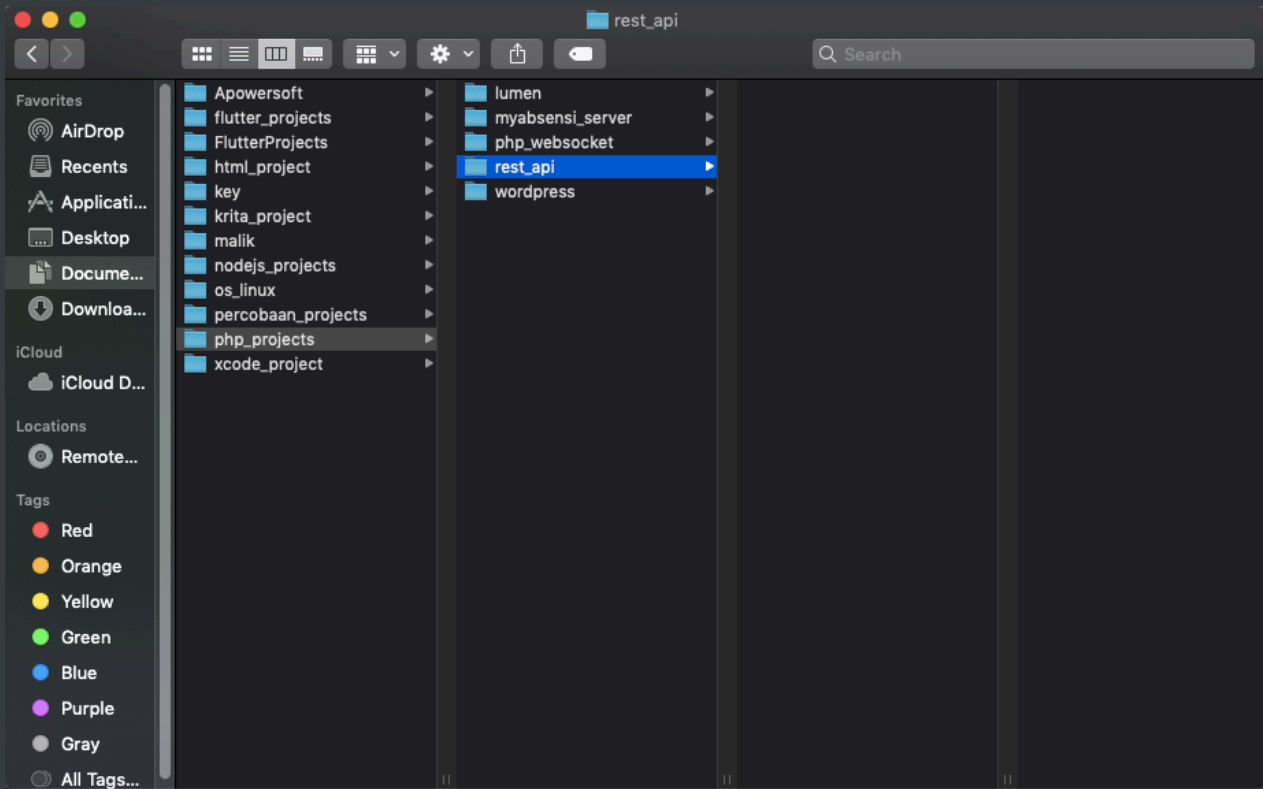 rest_api
Search
Favorites
AirDrop
Recents
Applicati...
Desktop
Docume...
Downloa...
iCloud
iCloud D...
Locations
Remote...
Tags
Red
Orange
Yellow
Green
Blue
Purple
Gray
All Tags...
Apowersoft
flutter_projects
FlutterProjects
html_project
key
krita_project
malik
nodejs_projects
os_linux
percobaan_projects
php_projects
xcode_project
lumen
myabsensi_server
php_websocket
rest_api
wordpress